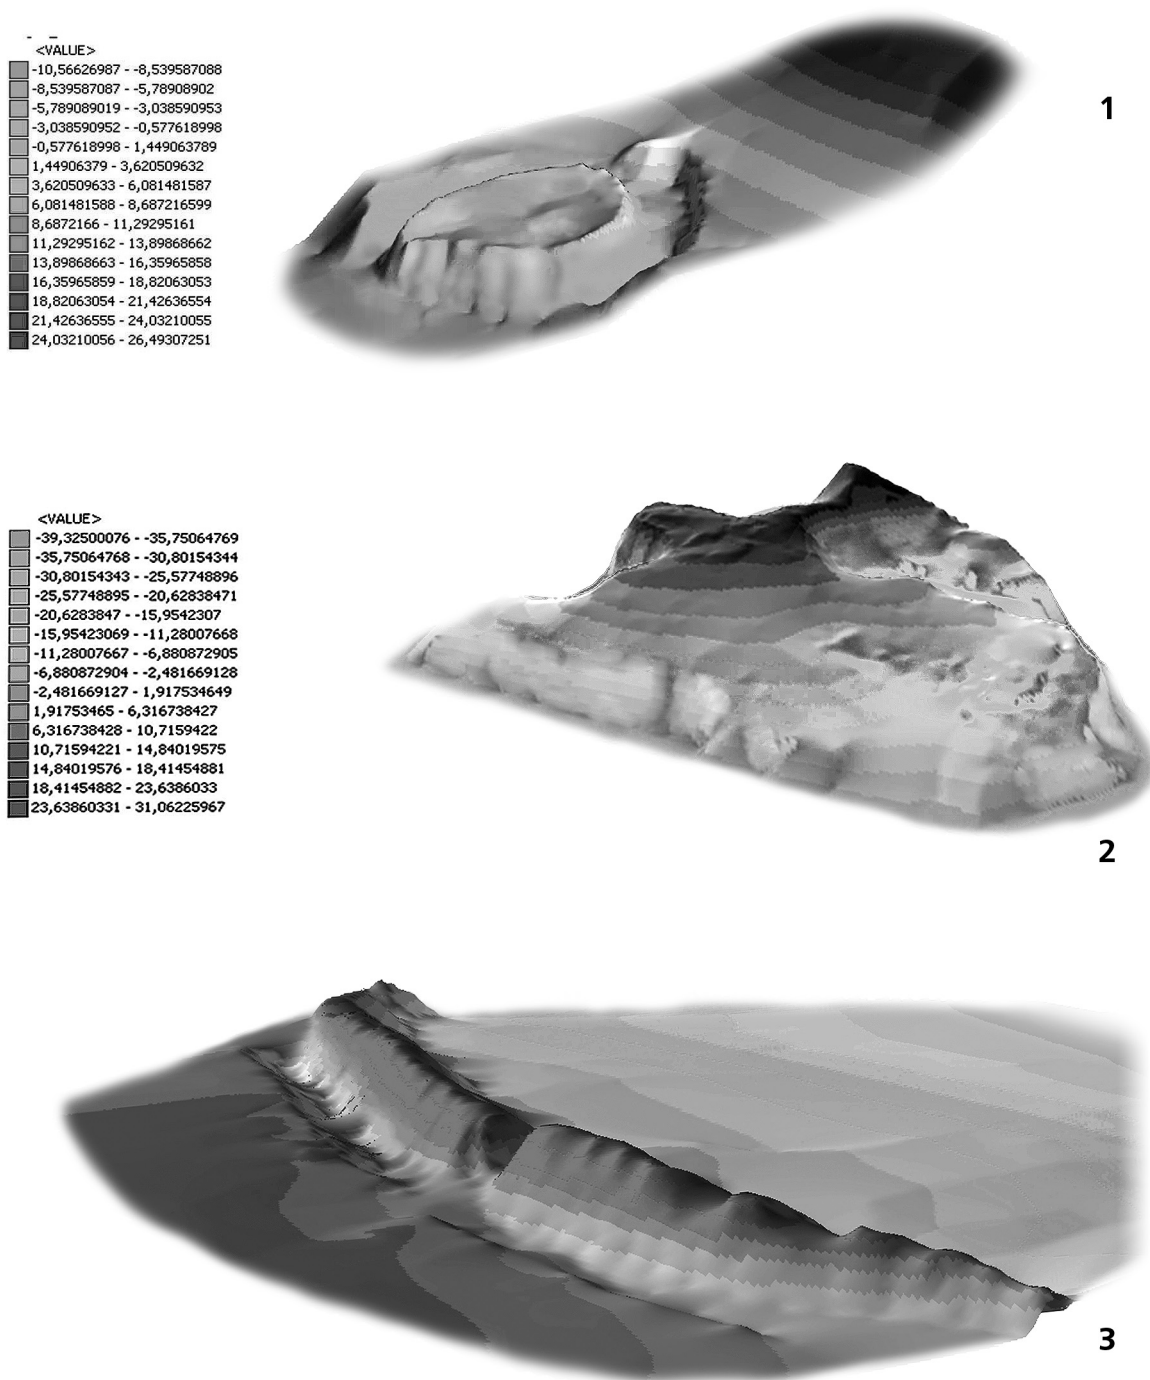 <VALUE>
-10,56626987 - -8,539587088
-8,539587087 - -5,78908902
-5,789089019 - -3,038590953
-3,038590952 - -0,577618998
-0,577618998 - 1,449063789
1,44906379 - 3,620509632
3,620509633 - 6,081481587
6,081481588 - 8,687216599
8,6872166 - 11,29295161
11,29295162 - 13,89868662
13,89868663 - 16,35965858
16,35965859 - 18,82063053
18,82063054 - 21,42636554
21,42636555 - 24,03210055
24,03210056 - 26,49307251
1
<VALUE>
-39,32500076 - -35,75064769
-35,75064768 - -30,80154344
-30,80154343 - -25,57748896
-25,57748895 - -20,62838471
-20,6283847 - -15,9542307
-15,95423069 - -11,28007668
-11,28007667 - -6,880872905
-6,880872904 - -2,481669128
-2,481669127 - 1,917534649
1,91753465 - 6,316738427
6,316738428 - 10,7159422
10,71594221 - 14,84019575
14,84019576 - 18,41454881
18,41454882 - 23,6386033
23,63860331 - 31,06225967
2
3